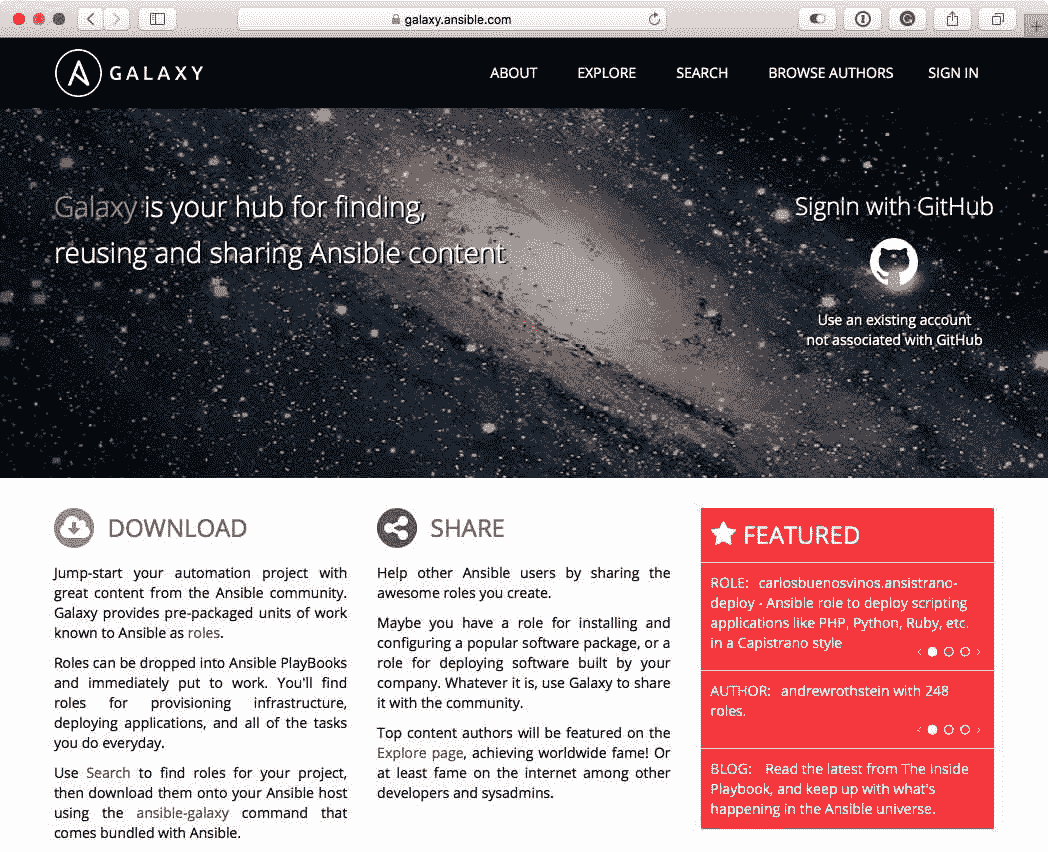 galaxy.ansible.com
GALAXY
ABOUT
EXPLORE
SEARCH
BROWSE AUTHORS
SIGN IN
Galaxy is your hub for finding,
reusing and sharing Ansible content
SignIn with GitHub
Use an existing account
not associated with GitHub
DOWNLOAD
Jump-start your automation project with
great content from the Ansible community.
Galaxy provides pre-packaged units of work
known to Ansible as roles.
Roles can be dropped into Ansible PlayBooks
and immediately put to work. You'll find
roles for provisioning infrastructure,
deploying applications, and all of the tasks
you do everyday.
Use Search to find roles for your project,
then download them onto your Ansible host
using the ansible-galaxy command that
comes bundled with Ansible.
SHARE
Help other Ansible users by sharing the
awesome roles you create.
Maybe you have a role for installing and
configuring a popular software package, or a
role for deploying software built by your
company. Whatever it is, use Galaxy to share
it with the community.
Top content authors will be featured on the
Explore page, achieving worldwide fame! Or
at least fame on the internet among other
developers and sysadmins.
FEATURED
ROLE: carlosbuenosvinos.ansistrano-
deploy - Ansible role to deploy scripting
applications like PHP, Python, Ruby, etc.
in a Capistrano style
AUTHOR: andrewrothstein with 248
roles.
BLOG: Read the latest from The Inside
Playbook, and keep up with what's
happening in the Ansible universe.